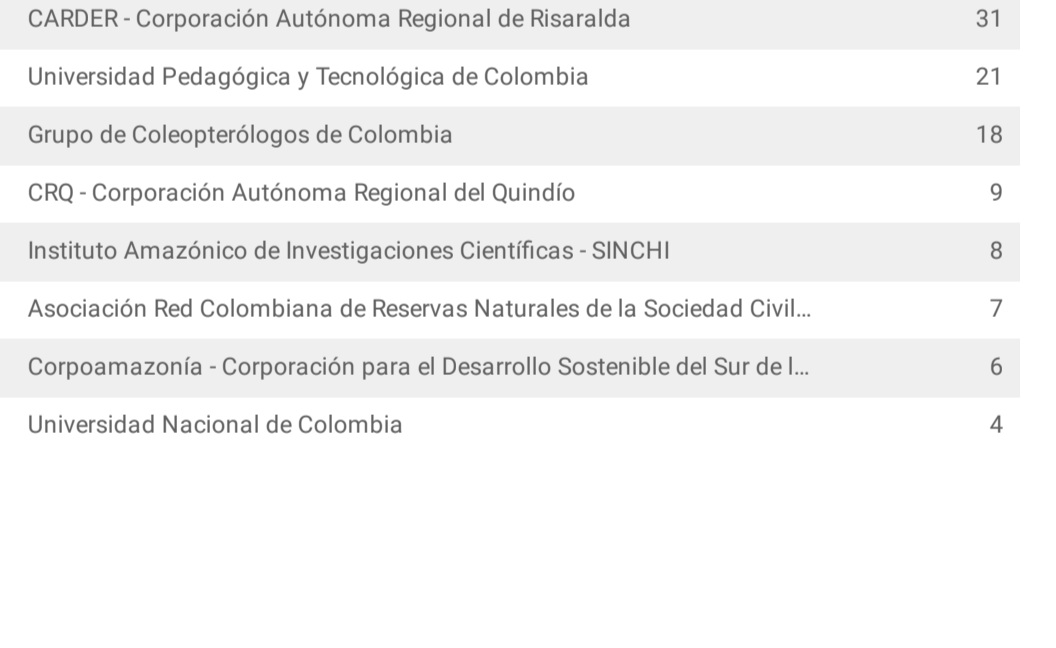 CARDER - Corporación Autónoma Regional de Risaralda 31
Universidad Pedagógica y Tecnológica de Colombia 21
Grupo de Coleopterólogos de Colombia 18
CRQ - Corporación Autónoma Regional del Quindío 9
Instituto Amazónico de Investigaciones Científicas - SINCHI 8
Asociación Red Colombiana de Reservas Naturales de la Sociedad Civil... 7
Corpoamazonía - Corporación para el Desarrollo Sostenible del Sur de l... 6
Universidad Nacional de Colombia 4